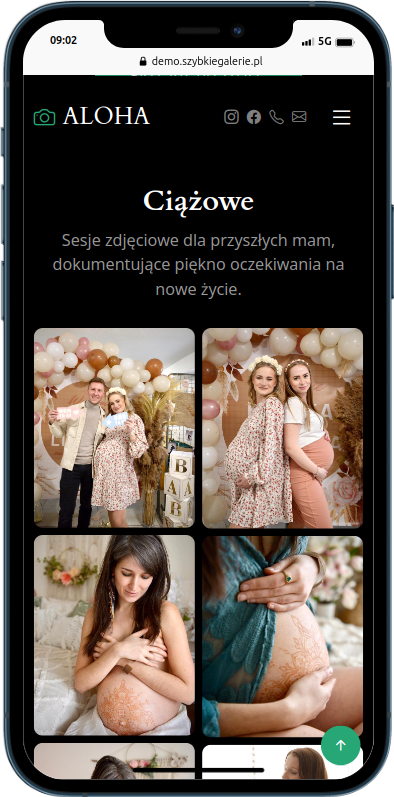 09:02
5G
demo.szybkiegalerie.pl
ALOHA
Ciążowe
Sesje zdjęciowe dla przyszłych mam,
dokumentujące piękno oczekiwania na
nowe życie.
B
A
A
B